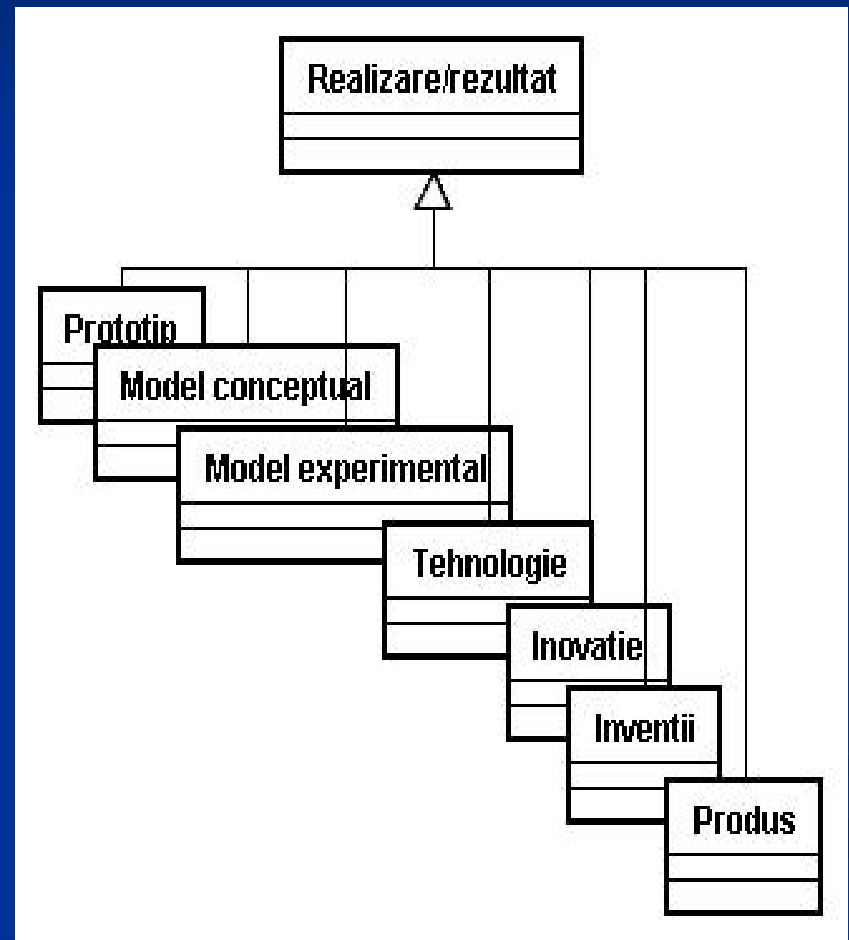 Realizare/rezultat
Prototip
Model conceptual
Model experimental
Tehnologie
Inovatie
Inventii
Produs